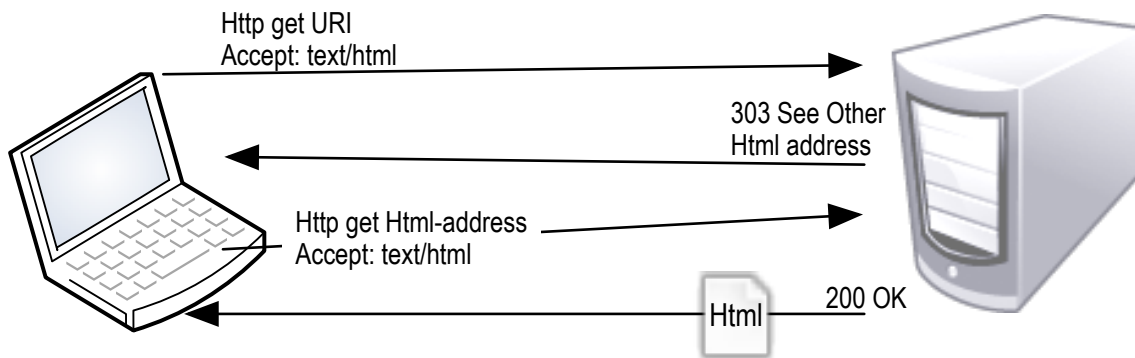 Http get URI
Accept: text/html
303 See Other
Html address
Http get Html-address
Accept: text/html
200 OK
Html